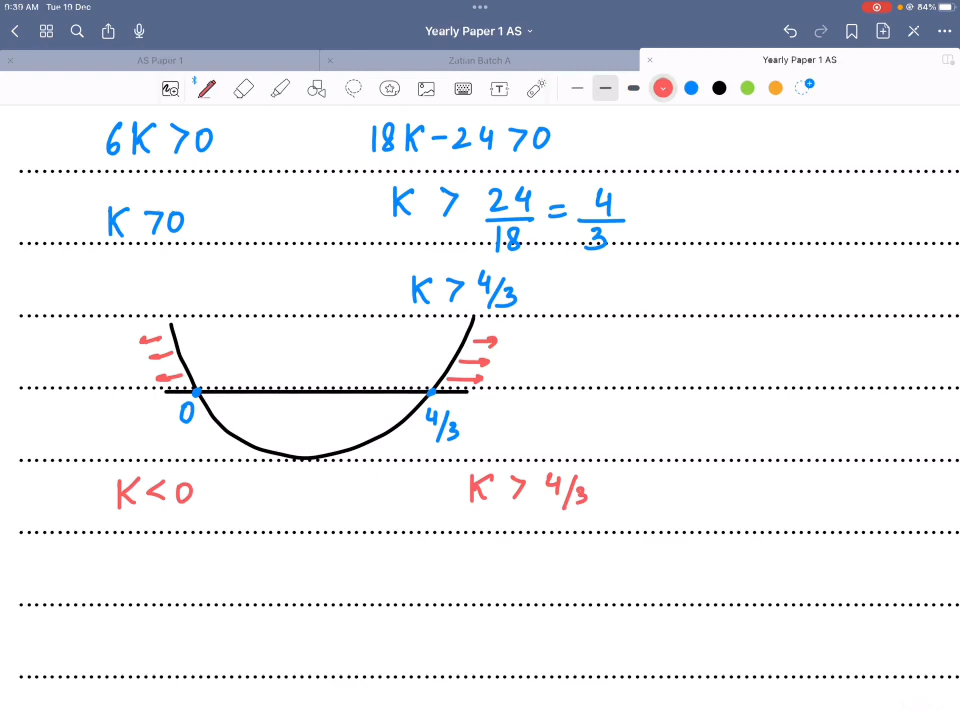 9:39 AM Tue 19 Dec
84%
Yearly Paper 1 AS
AS Paper 1
Zatian Batch A
Yearly Paper 1 AS
6K > 0
18K - 24 > 0
K > 0
K > 24/18 = 4/3
K > 4/3
0
4/3
K < 0
K > 4/3